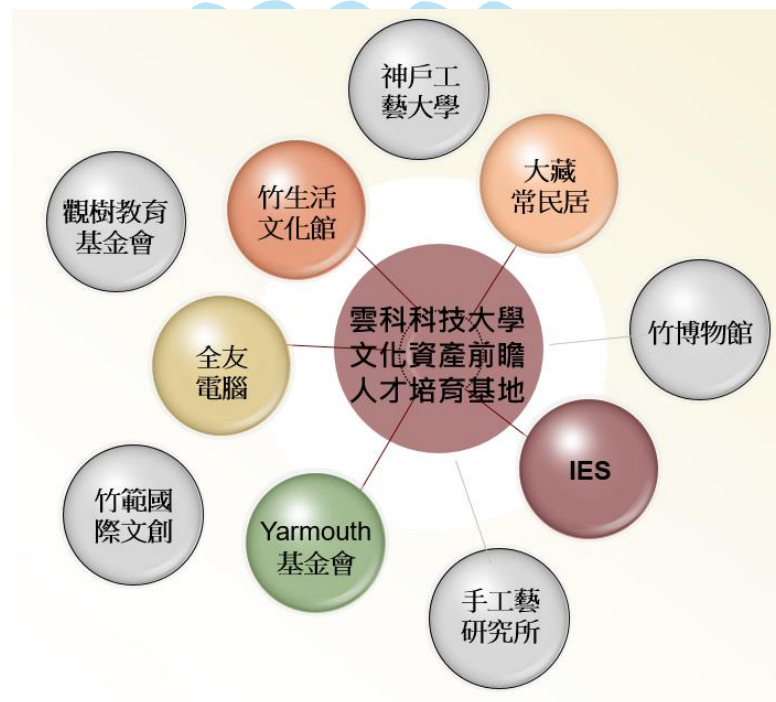 神戶工
藝大學
大藏
常民居
竹生活
文化館
觀樹教育
基金會
雲科科技大學
文化資產前瞻
人才培育基地
竹博物館
全友
電腦
IES
竹範國
際文創
Yarmouth
基金會
手工藝
研究所